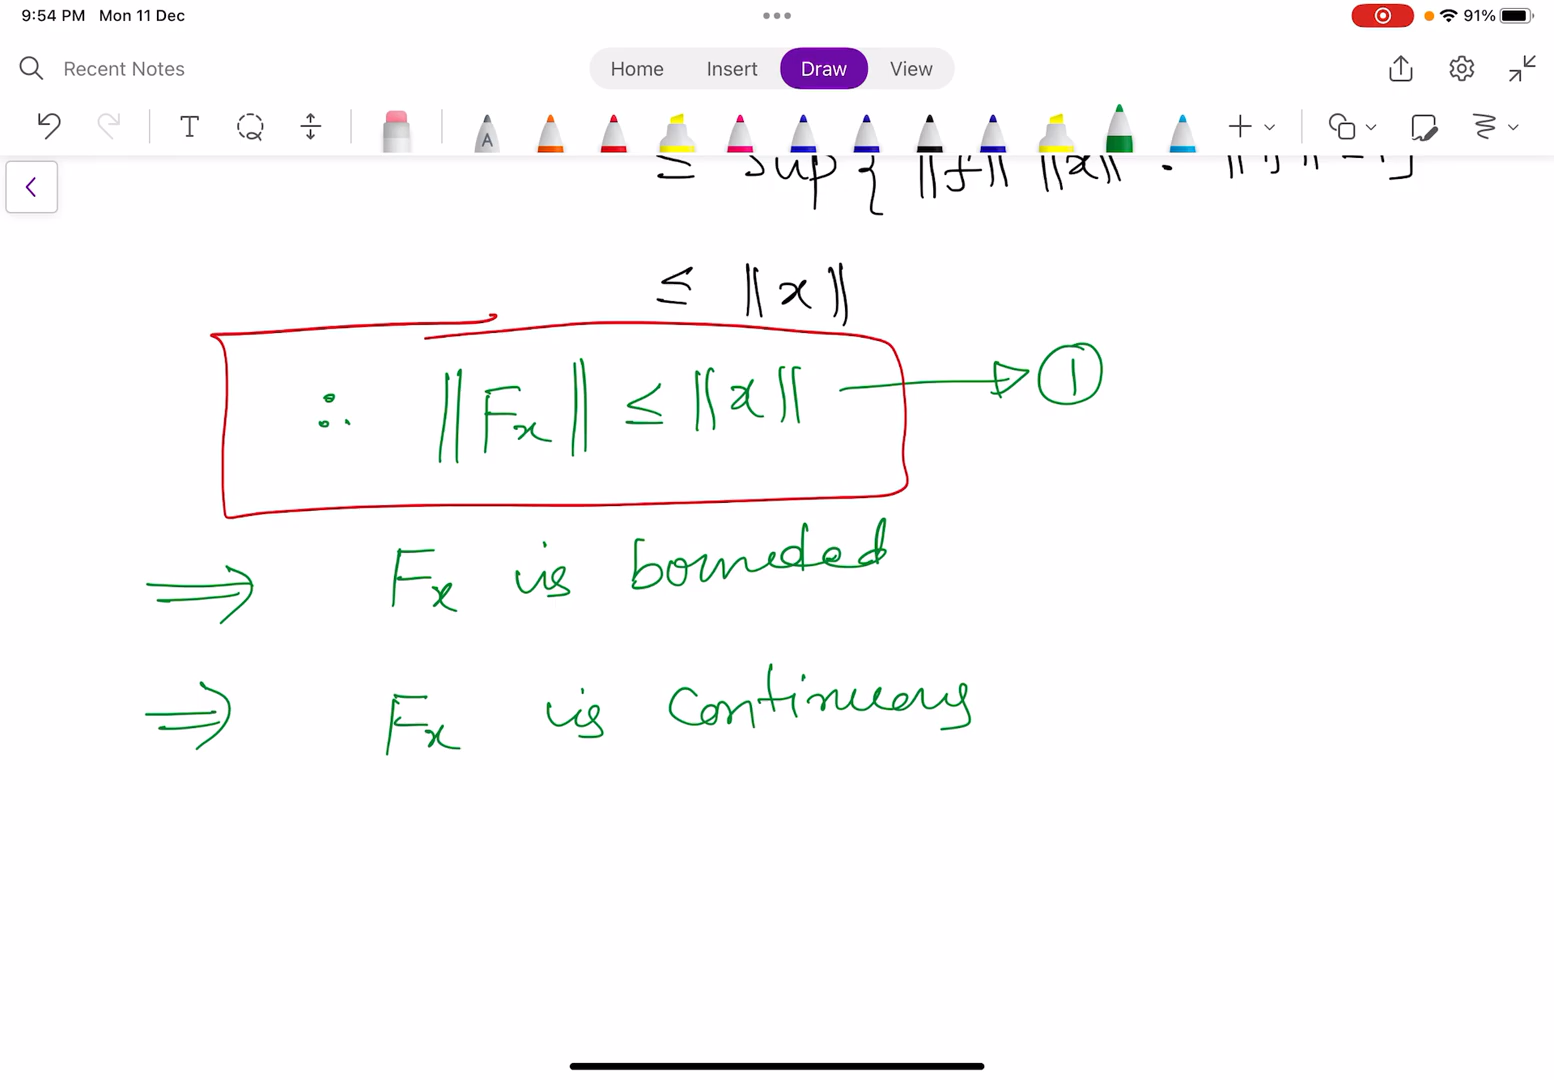 9:54 PM Mon 11 Dec
91%
Recent Notes
Home Insert Draw View
T
A
≤ sup { ||f|| ||x|| :
≤ ||x||
∴ ||Fx|| ≤ ||x|| → ①
⟹ Fx is bounded
⟹ Fx is continuous